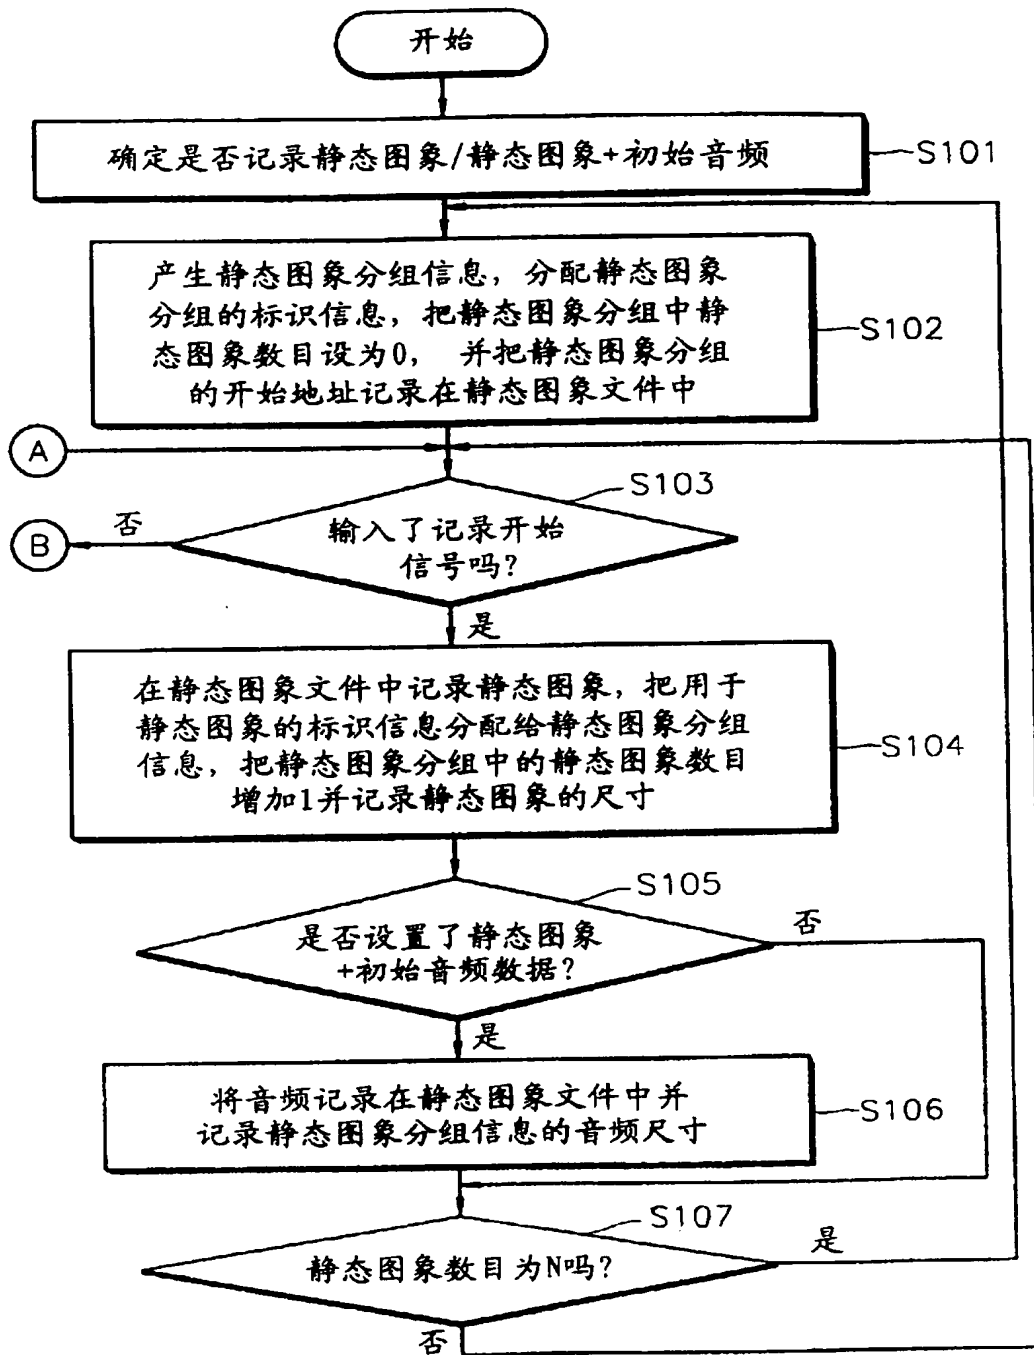 开始
确定是否记录静态图象/静态图象+初始音频
S101
产生静态图象分组信息，分配静态图象
分组的标识信息，把静态图象分组中静
态图象数目设为0， 并把静态图象分组
的开始地址记录在静态图象文件中
S102
A
S103
输入了记录开始
信号吗?
否
B
是
在静态图象文件中记录静态图象，把用于
静态图象的标识信息分配给静态图象分组
信息，把静态图象分组中的静态图象数目
增加1并记录静态图象的尺寸
S104
S105
是否设置了静态图象
+初始音频数据?
否
是
将音频记录在静态图象文件中并
记录静态图象分组信息的音频尺寸
S106
S107
静态图象数目为N吗?
是
否